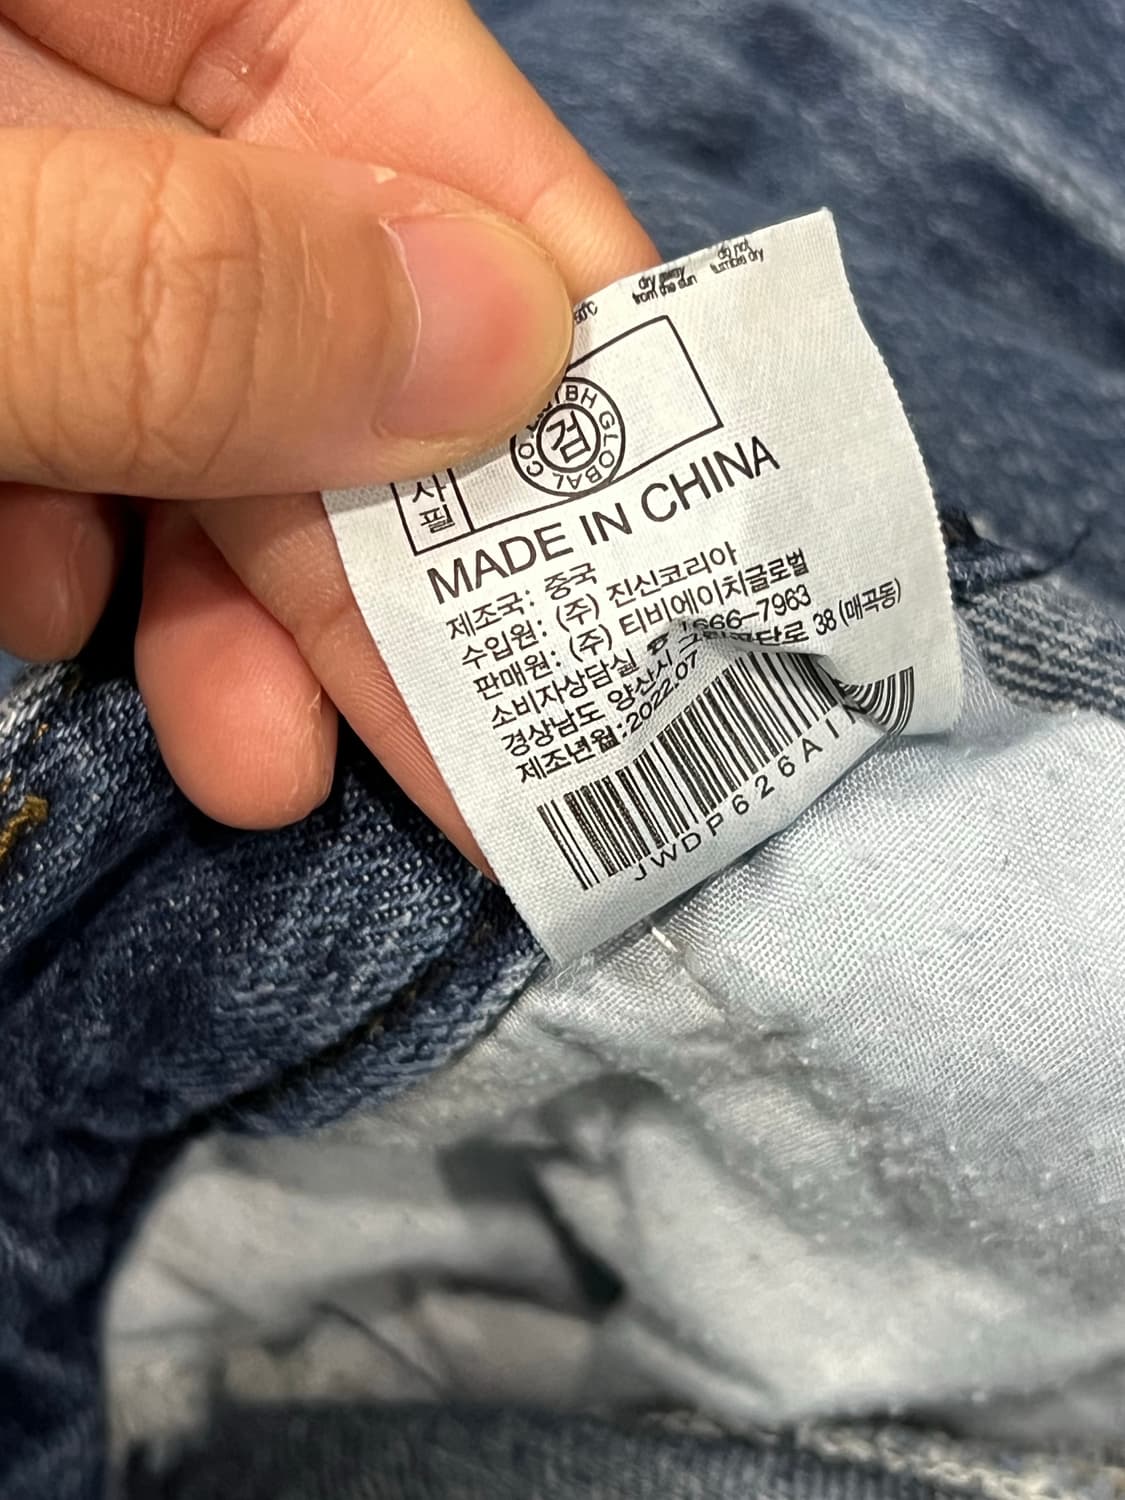 do not
tumble dry
dry away
from the sun
TBH GLOBAL CO.
검
사
필
MADE IN CHINA
제조국: 중국
수입원: (주) 진신코리아
판매원: (주) 티비에이치글로벌
소비자상담실 ☎ 1666-7963
경상남도 양산시 38 (매곡동)
제조년월:2022.07
JWDP626A1